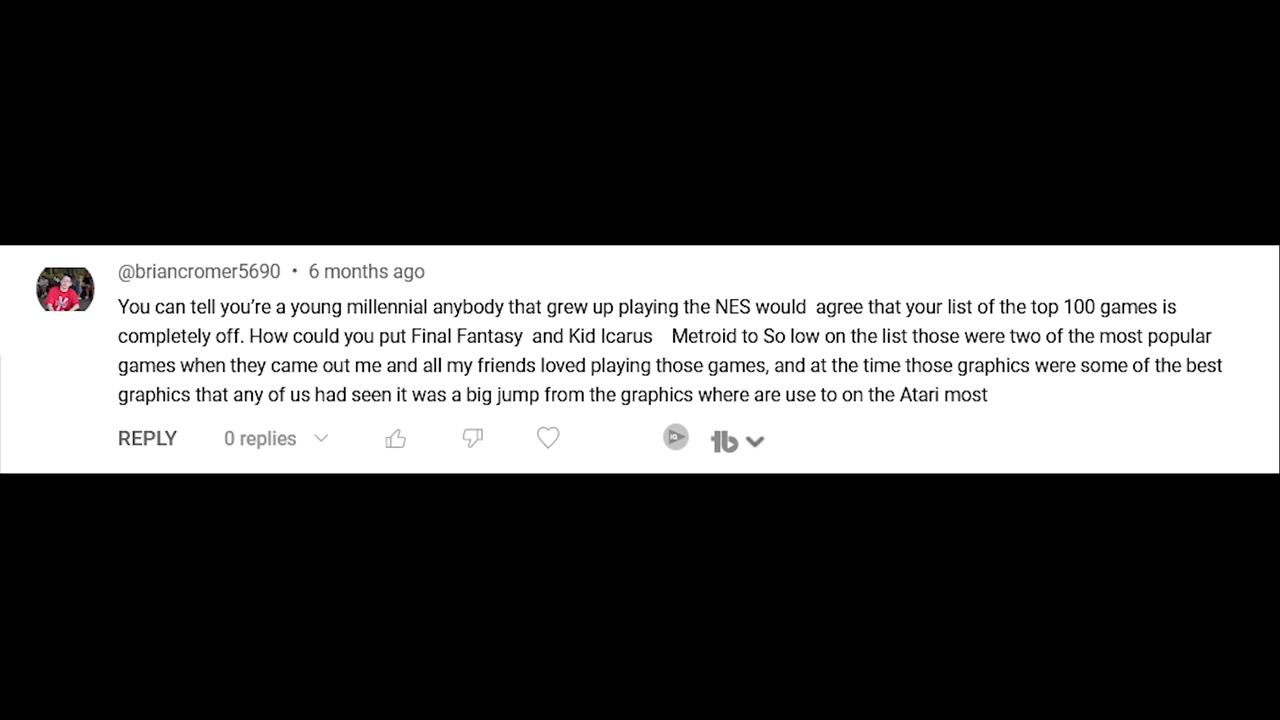 @briancromer5690 • 6 months ago
You can tell you're a young millennial anybody that grew up playing the NES would  agree that your list of the top 100 games is
completely off. How could you put Final Fantasy  and Kid Icarus    Metroid to So low on the list those were two of the most popular
games when they came out me and all my friends loved playing those games, and at the time those graphics were some of the best
graphics that any of us had seen it was a big jump from the graphics where are use to on the Atari most
REPLY 0 replies